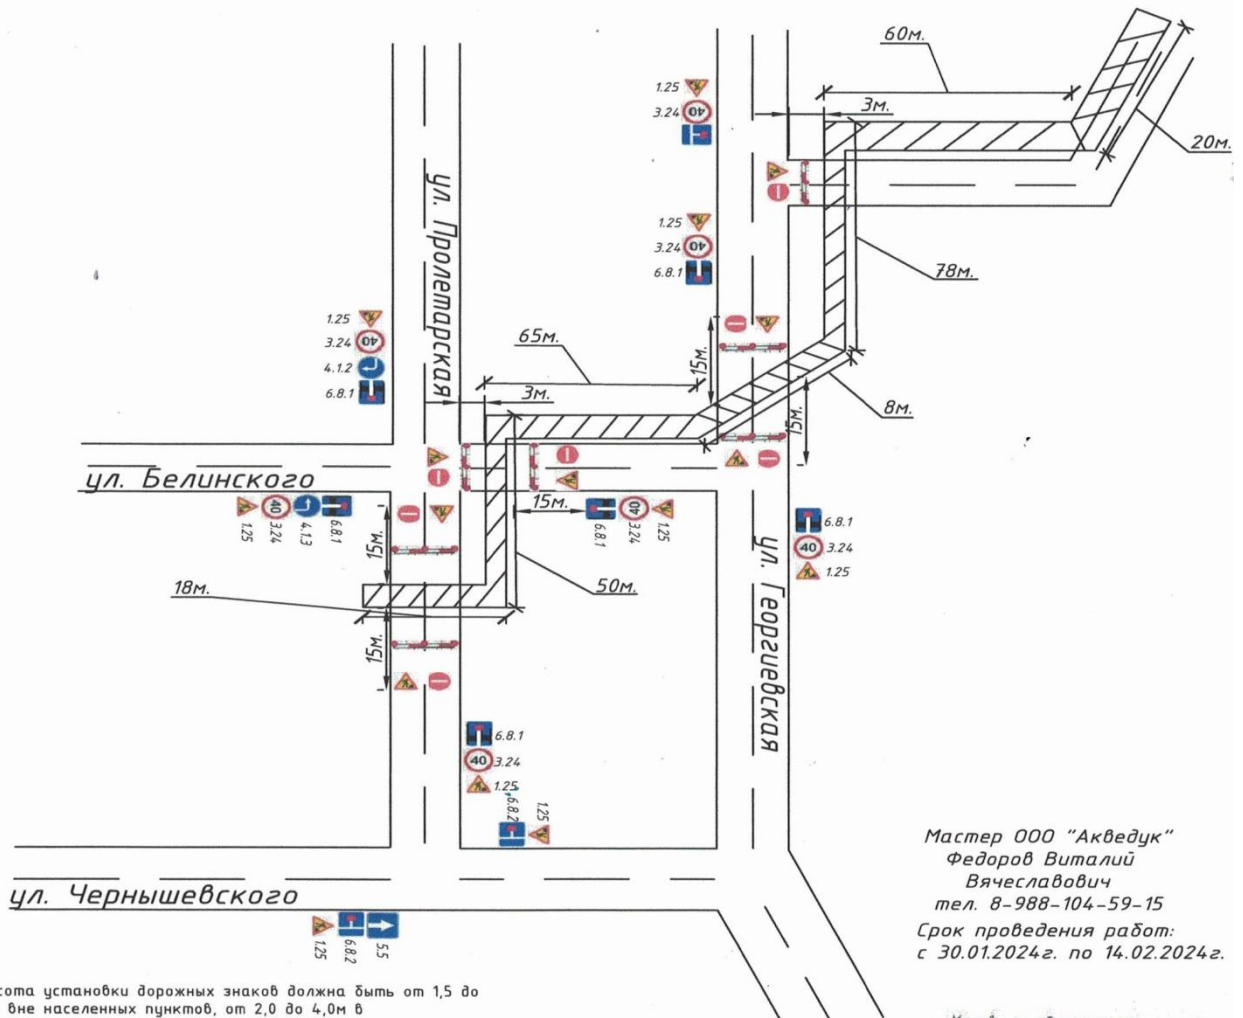 60м.
1.25
3.24
40
3м.
20м.
ул. Пролетарская
1.25
3.24
40
6.8.1
78м.
1.25
3.24
40
4.1.2
6.8.1
65м.
15м.
3м.
8м.
15м.
ул. Белинского
1.25
40
3.24
4.1.3
6.8.1
15м.
15м.
6.8.1
40
3.24
1.25
ул. Георгиевская
6.8.1
40
3.24
1.25
18м.
50м.
15м.
6.8.1
40
3.24
1.25
6.8.2
1.25
ул. Чернышевского
1.25
6.8.2
5.5
Мастер ООО "Акведук"
Федоров Виталий
Вячеславович
тел. 8-988-104-59-15
Срок проведения работ:
с 30.01.2024г. по 14.02.2024г.
сота установки дорожных знаков должна быть от 1,5 до
вне населенных пунктов, от 2,0 до 4,0м в